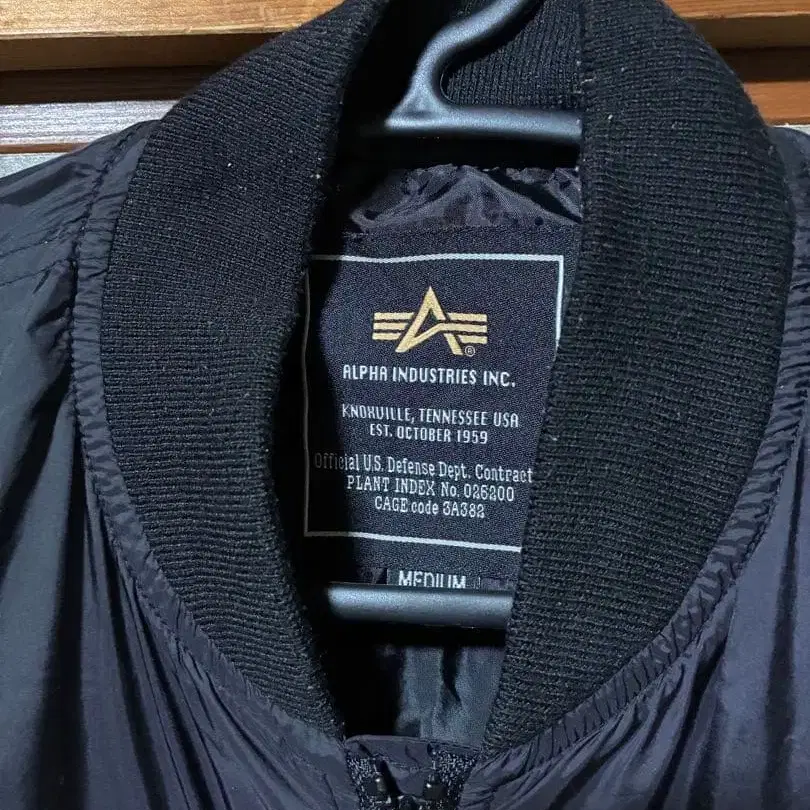 ®
ALPHA INDUSTRIES INC.
KNOXVILLE, TENNESSEE USA
EST. OCTOBER 1959
Official U.S. Defense Dept. Contract
PLANT INDEX No. 026200
CAGE code 3A382
MEDIUM